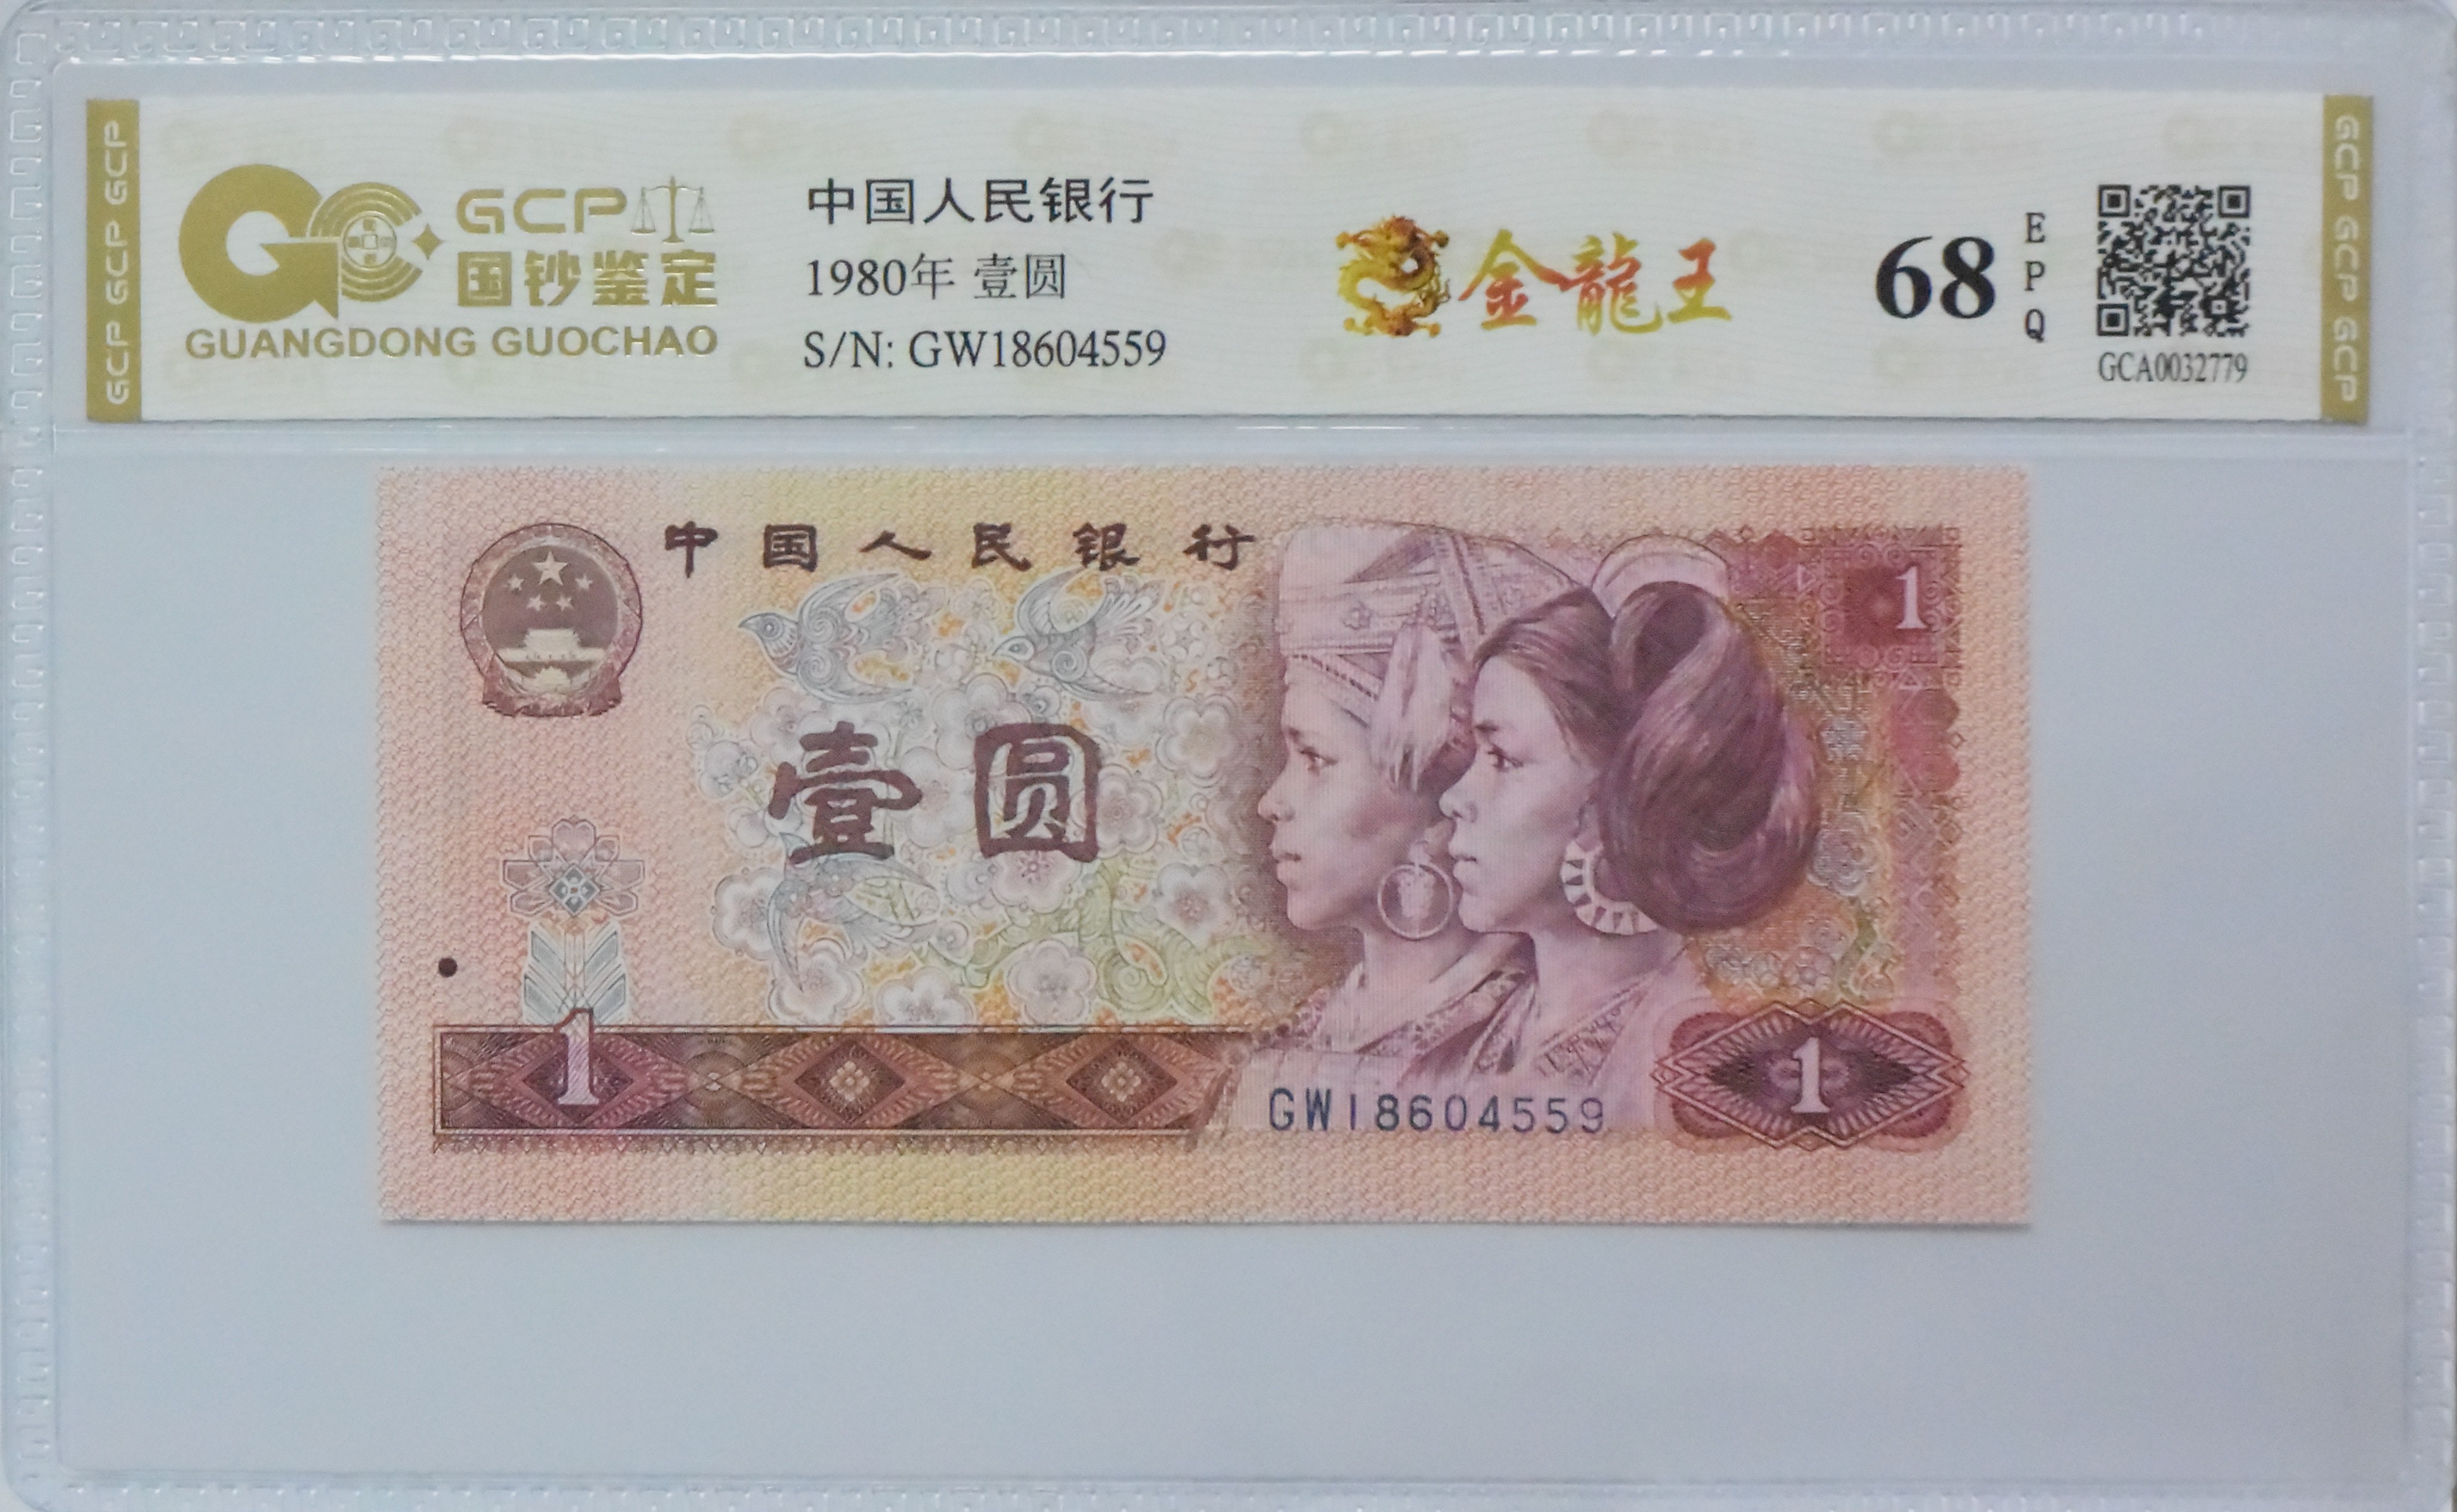 GCP GCP GCP
GCP
国钞鉴定
GUANGDONG GUOCHAO
中国人民银行
1980年 壹圆
S/N: GW18604559
金龍王
68
EPQ
GCA0032779
GCP GCP GCP
中国人民银行
1
壹圆
1
1
GW18604559